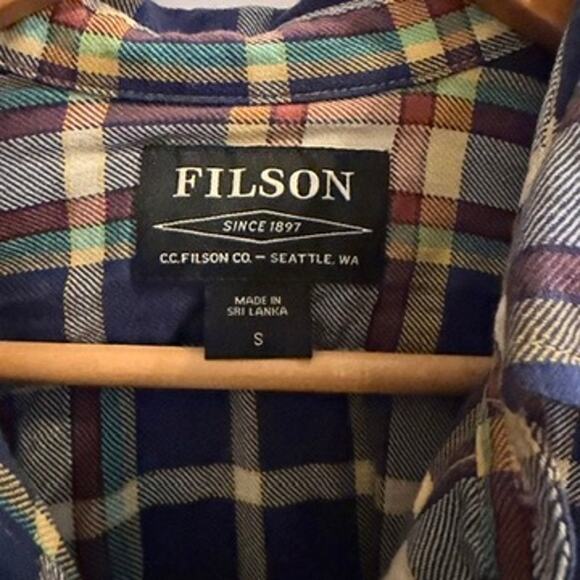 FILSON
SINCE 1897
C.C. FILSON CO. — SEATTLE, WA
MADE IN
SRI LANKA
S